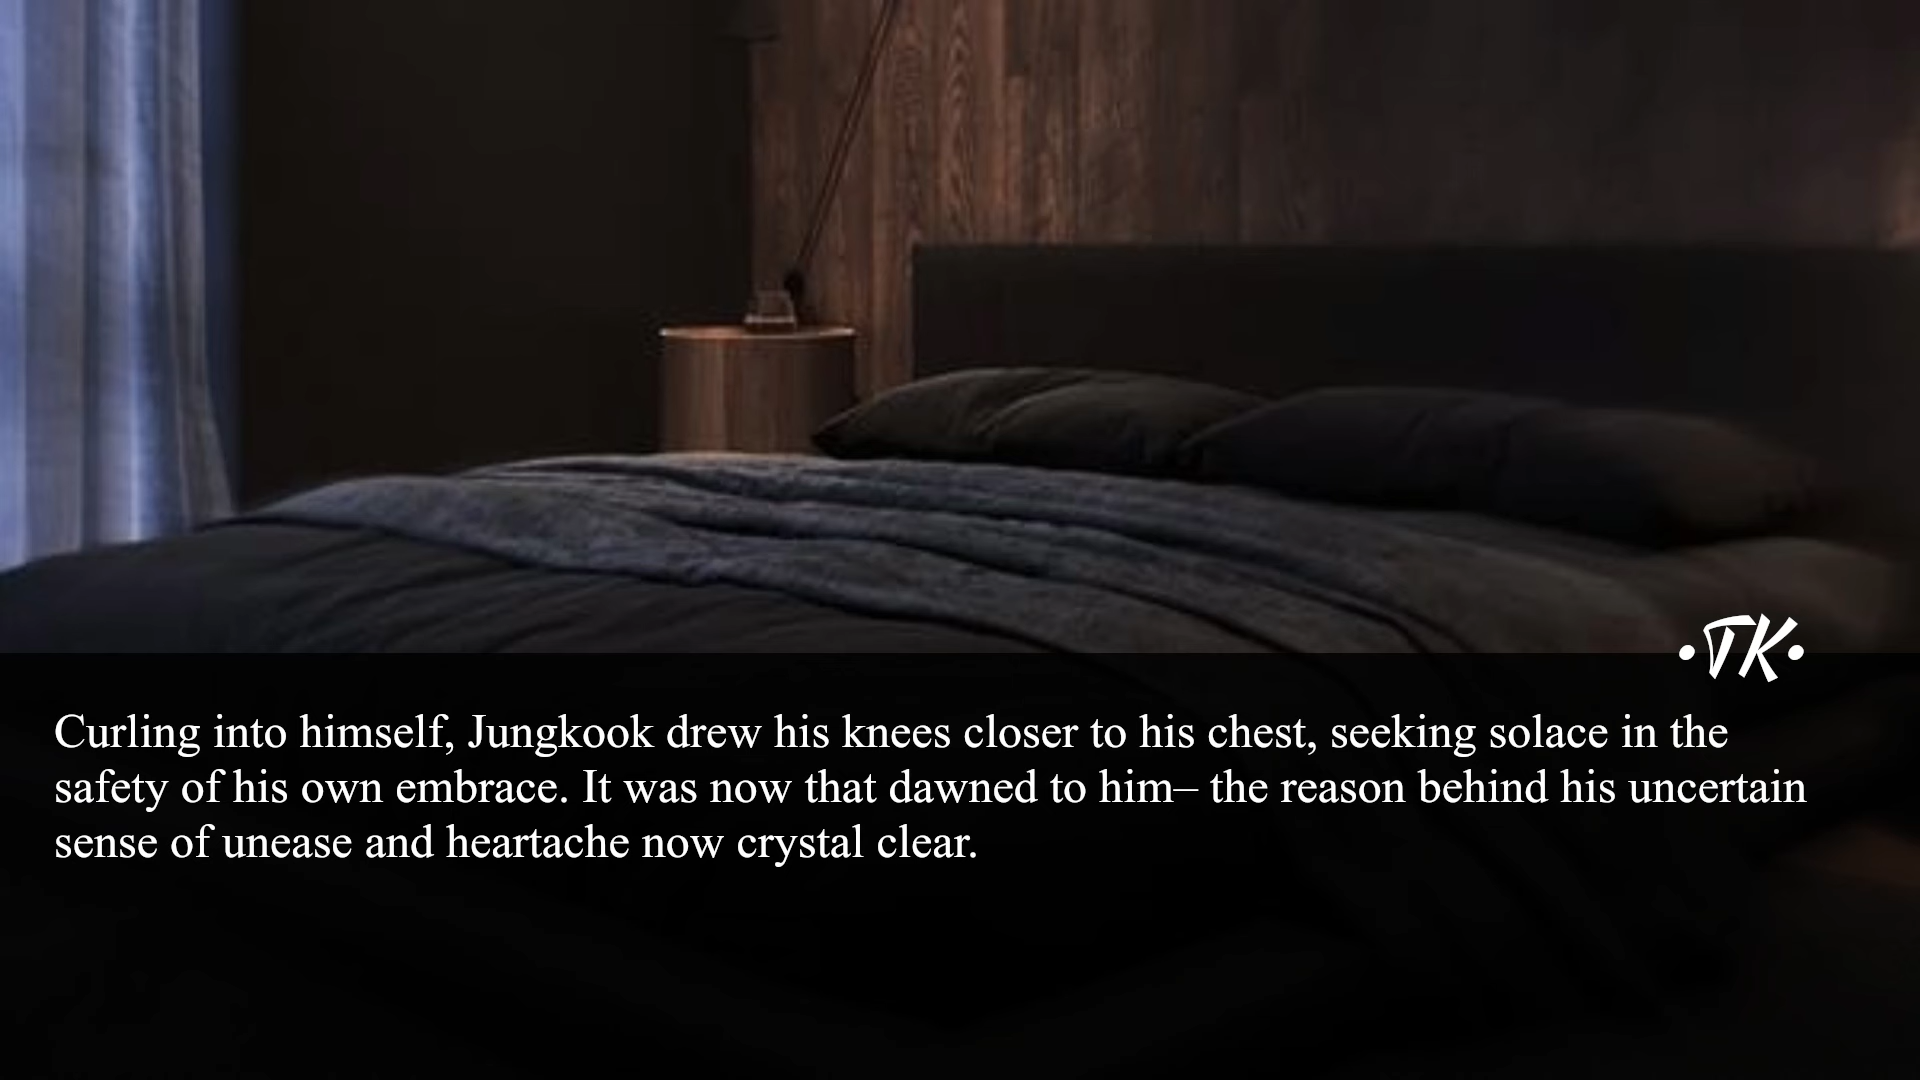 •TK•
Curling into himself, Jungkook drew his knees closer to his chest, seeking solace in the
safety of his own embrace. It was now that dawned to him– the reason behind his uncertain
sense of unease and heartache now crystal clear.